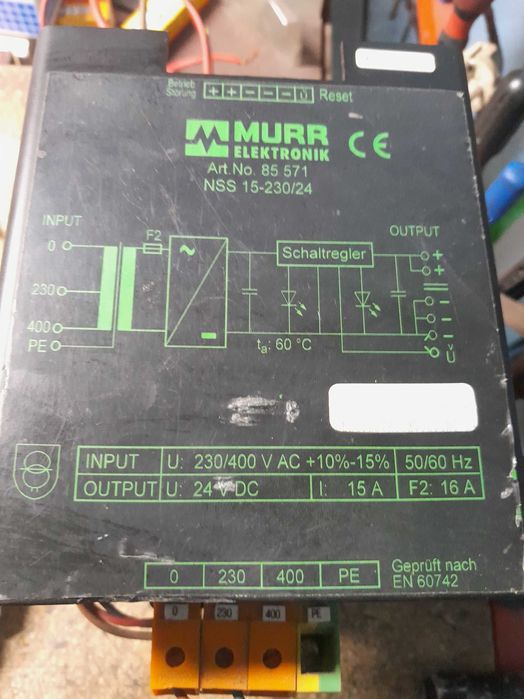 Betrieb
Störung + + − − − Ü Reset
MURR
ELEKTRONIK CE
Art.No. 85 571
NSS 15-230/24
INPUT OUTPUT
0 F2 ~ Schaltregler +
+
230 −
−
400 − −
PE ta: 60 °C Ü
INPUT U: 230/400 V AC +10%-15% 50/60 Hz
OUTPUT U: 24 V DC I: 15 A F2: 16 A
0 230 400 PE Geprüft nach
EN 60742
0 230 400 PE